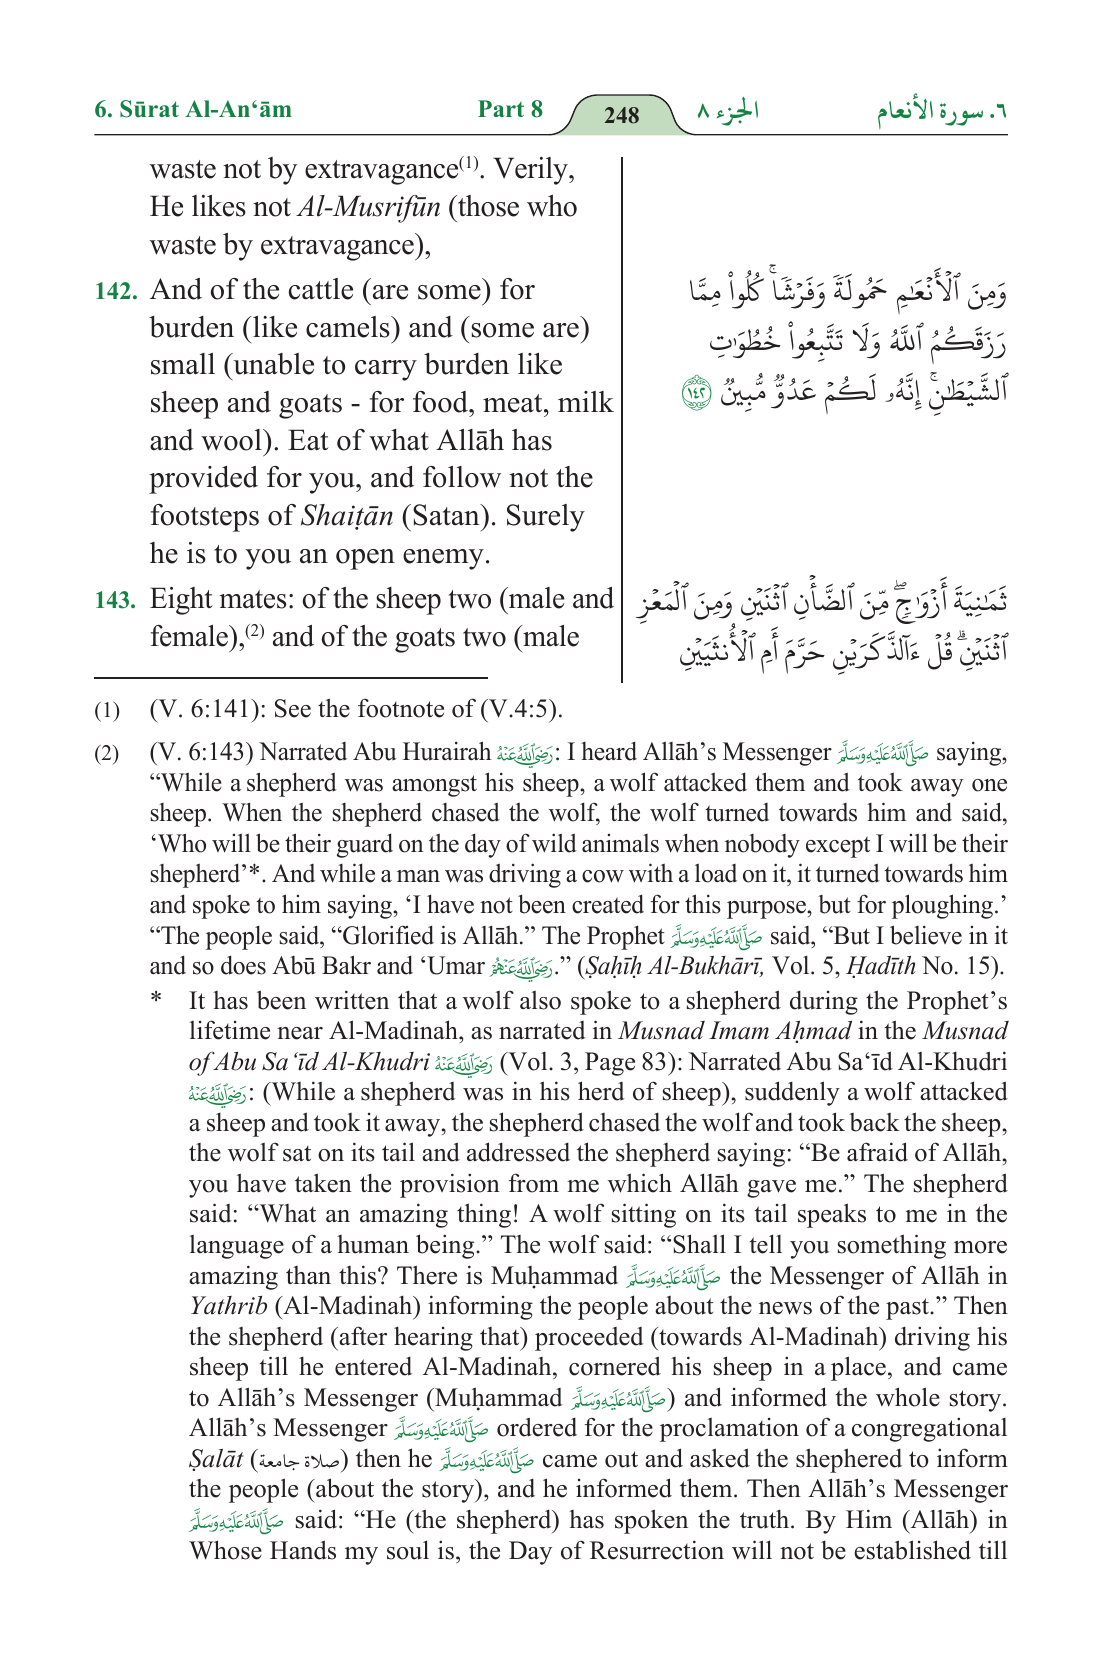 6. Sūrat Al-An‘ām Part 8 248 الجزء ٨ ٦. سورة الأنعام
waste not by extravagance(1). Verily,
He likes not Al-Musrifūn (those who
waste by extravagance),
142. And of the cattle (are some) for
burden (like camels) and (some are)
small (unable to carry burden like
sheep and goats - for food, meat, milk
and wool). Eat of what Allāh has
provided for you, and follow not the
footsteps of Shaiṭān (Satan). Surely
he is to you an open enemy.
وَمِنَ ٱلْأَنْعَـٰمِ حَمُولَةً وَفَرْشًا ۚ كُلُوا۟ مِمَّا
رَزَقَكُمُ ٱللَّهُ وَلَا تَتَّبِعُوا۟ خُطُوَٰتِ
ٱلشَّيْطَـٰنِ ۚ إِنَّهُۥ لَكُمْ عَدُوٌّ مُّبِينٌ ١٤٢
143. Eight mates: of the sheep two (male and
female),(2) and of the goats two (male
ثَمَـٰنِيَةَ أَزْوَٰجٍ ۖ مِّنَ ٱلضَّأْنِ ٱثْنَيْنِ وَمِنَ ٱلْمَعْزِ
ٱثْنَيْنِ ۗ قُلْ ءَآلذَّكَرَيْنِ حَرَّمَ أَمِ ٱلْأُنثَيَيْنِ
(1) (V. 6:141): See the footnote of (V.4:5).
(2) (V. 6:143) Narrated Abu Hurairah رَضِيَ اللَّهُ عَنْهُ: I heard Allāh’s Messenger صَلَّى اللَّهُ عَلَيْهِ وَسَلَّمَ saying,
“While a shepherd was amongst his sheep, a wolf attacked them and took away one
sheep. When the shepherd chased the wolf, the wolf turned towards him and said,
‘Who will be their guard on the day of wild animals when nobody except I will be their
shepherd’*. And while a man was driving a cow with a load on it, it turned towards him
and spoke to him saying, ‘I have not been created for this purpose, but for ploughing.’
“The people said, “Glorified is Allāh.” The Prophet صَلَّى اللَّهُ عَلَيْهِ وَسَلَّمَ said, “But I believe in it
and so does Abū Bakr and ‘Umar رَضِيَ اللَّهُ عَنْهُمْ.” (Ṣaḥīḥ Al-Bukhārī, Vol. 5, Ḥadīth No. 15).
* It has been written that a wolf also spoke to a shepherd during the Prophet’s
lifetime near Al-Madinah, as narrated in Musnad Imam Aḥmad in the Musnad
of Abu Sa‘īd Al-Khudri رَضِيَ اللَّهُ عَنْهُ (Vol. 3, Page 83): Narrated Abu Sa‘īd Al-Khudri
رَضِيَ اللَّهُ عَنْهُ: (While a shepherd was in his herd of sheep), suddenly a wolf attacked
a sheep and took it away, the shepherd chased the wolf and took back the sheep,
the wolf sat on its tail and addressed the shepherd saying: “Be afraid of Allāh,
you have taken the provision from me which Allāh gave me.” The shepherd
said: “What an amazing thing! A wolf sitting on its tail speaks to me in the
language of a human being.” The wolf said: “Shall I tell you something more
amazing than this? There is Muḥammad صَلَّى اللَّهُ عَلَيْهِ وَسَلَّمَ the Messenger of Allāh in
Yathrib (Al-Madinah) informing the people about the news of the past.” Then
the shepherd (after hearing that) proceeded (towards Al-Madinah) driving his
sheep till he entered Al-Madinah, cornered his sheep in a place, and came
to Allāh’s Messenger (Muḥammad صَلَّى اللَّهُ عَلَيْهِ وَسَلَّمَ) and informed the whole story.
Allāh’s Messenger صَلَّى اللَّهُ عَلَيْهِ وَسَلَّمَ ordered for the proclamation of a congregational
Ṣalāt (صلاة جامعة) then he صَلَّى اللَّهُ عَلَيْهِ وَسَلَّمَ came out and asked the shephered to inform
the people (about the story), and he informed them. Then Allāh’s Messenger
صَلَّى اللَّهُ عَلَيْهِ وَسَلَّمَ said: “He (the shepherd) has spoken the truth. By Him (Allāh) in
Whose Hands my soul is, the Day of Resurrection will not be established till